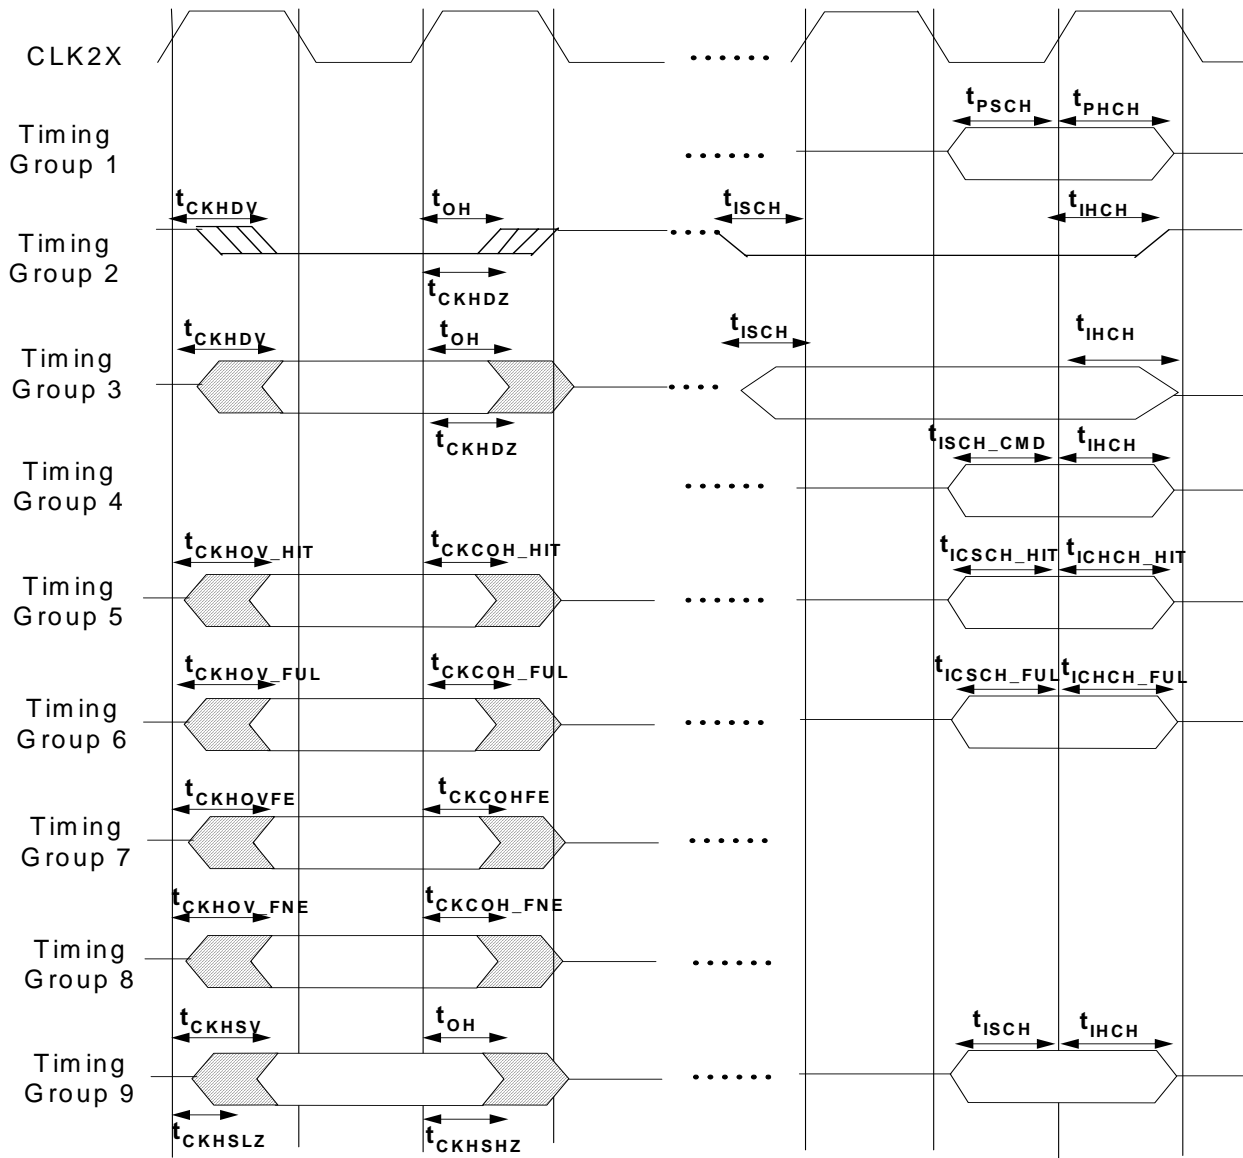 CLK2X
tPSCH tPHCH
Timing
Group 1
tCKHDV tOH tISCH tIHCH
Timing
Group 2
tCKHDZ
tCKHDV tOH tISCH tIHCH
Timing
Group 3
tCKHDZ
tISCH_CMD tIHCH
Timing
Group 4
tCKHOV_HIT tCKCOH_HIT tICSCH_HIT tICHCH_HIT
Timing
Group 5
tCKHOV_FUL tCKCOH_FUL tICSCH_FUL tICHCH_FUL
Timing
Group 6
tCKHOVFE tCKCOHFE
Timing
Group 7
tCKHOV_FNE tCKCOH_FNE
Timing
Group 8
tCKHSV tOH tISCH tIHCH
Timing
Group 9
tCKHSLZ tCKHSHZ